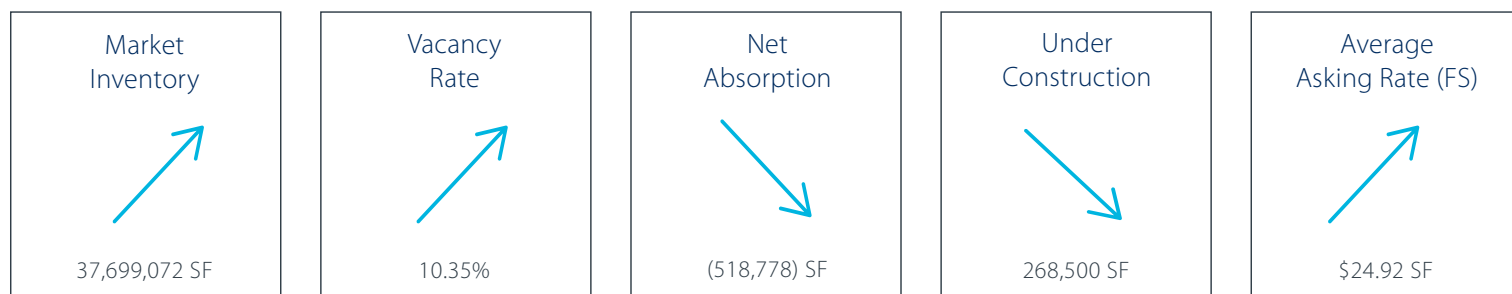 Market
Inventory
37,699,072 SF
Vacancy
Rate
10.35%
Net
Absorption
(518,778) SF
Under
Construction
268,500 SF
Average
Asking Rate (FS)
$24.92 SF